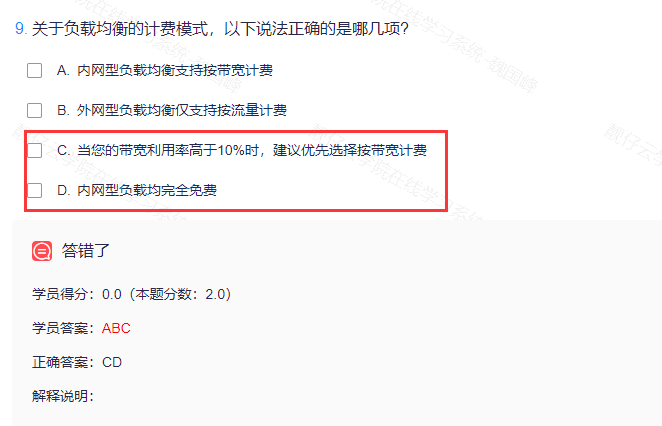 9. 关于负载均衡的计费模式，以下说法正确的是哪几项？
A. 内网型负载均衡支持按带宽计费
B. 外网型负载均衡仅支持按流量计费
C. 当您的带宽利用率高于10%时，建议优先选择按带宽计费
D. 内网型负载均完全免费
答错了
学员得分：0.0（本题分数：2.0）
学员答案：ABC
正确答案：CD
解释说明：